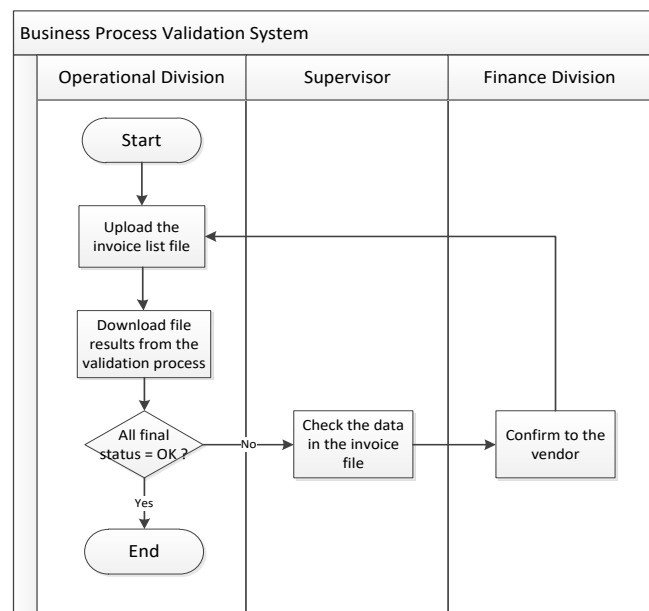 Business Process Validation System
Operational Division
Supervisor
Finance Division
Start
Upload the
invoice list file
Download file
results from the
validation process
All final
status = OK ?
No
Check the data
in the invoice
file
Confirm to the
vendor
Yes
End